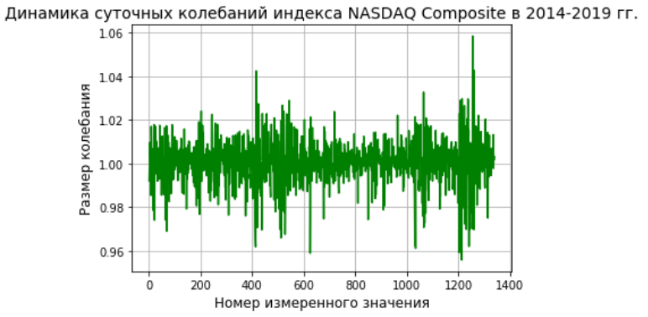 Динамика суточных колебаний индекса NASDAQ Composite в 2014-2019 гг.
1.06
1.04
1.02
1.00
0.98
0.96
Размер колебания
0 200 400 600 800 1000 1200 1400
Номер измеренного значения